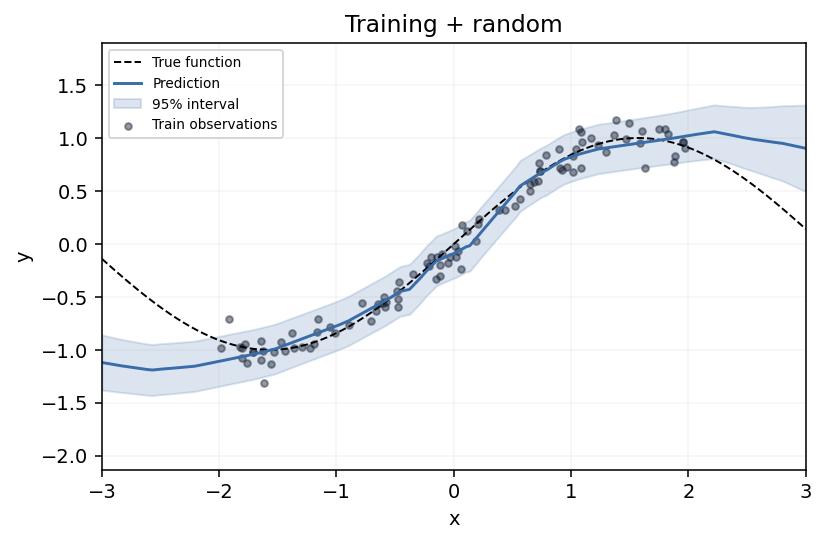 Training + random
True function
Prediction
95% interval
Train observations
1.5
1.0
0.5
0.0
−0.5
−1.0
−1.5
−2.0
y
−3 −2 −1 0 1 2 3
x